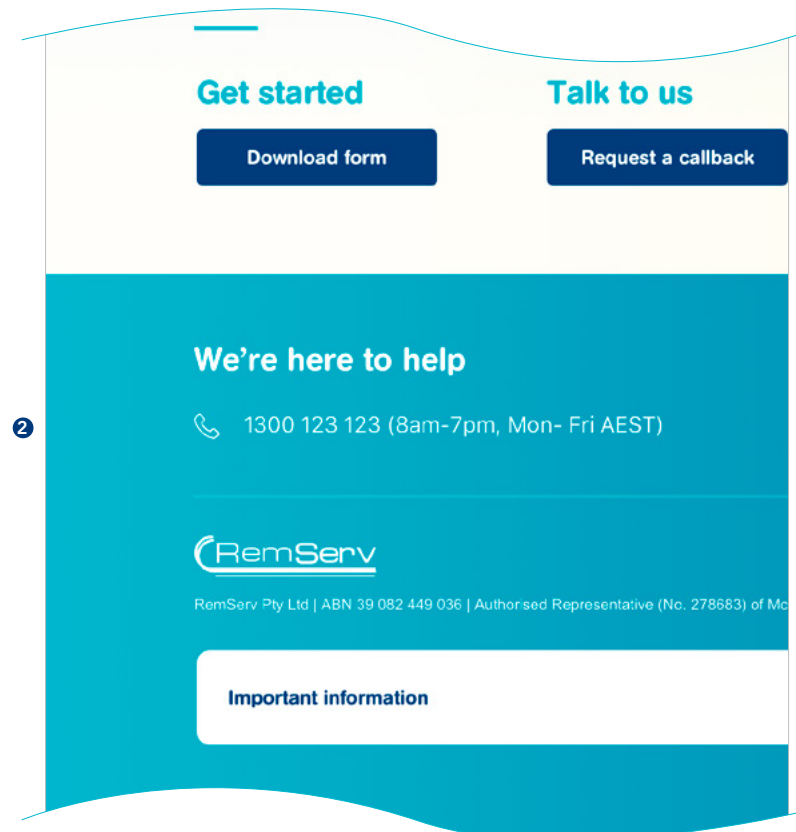 Get started
Talk to us
Download form
Request a callback
We're here to help
2
1300 123 123 (8am-7pm, Mon- Fri AEST)
RemServ
RemServ Pty Ltd | ABN 39 082 449 036 | Authorised Representative (No. 278683) of Mc
Important information